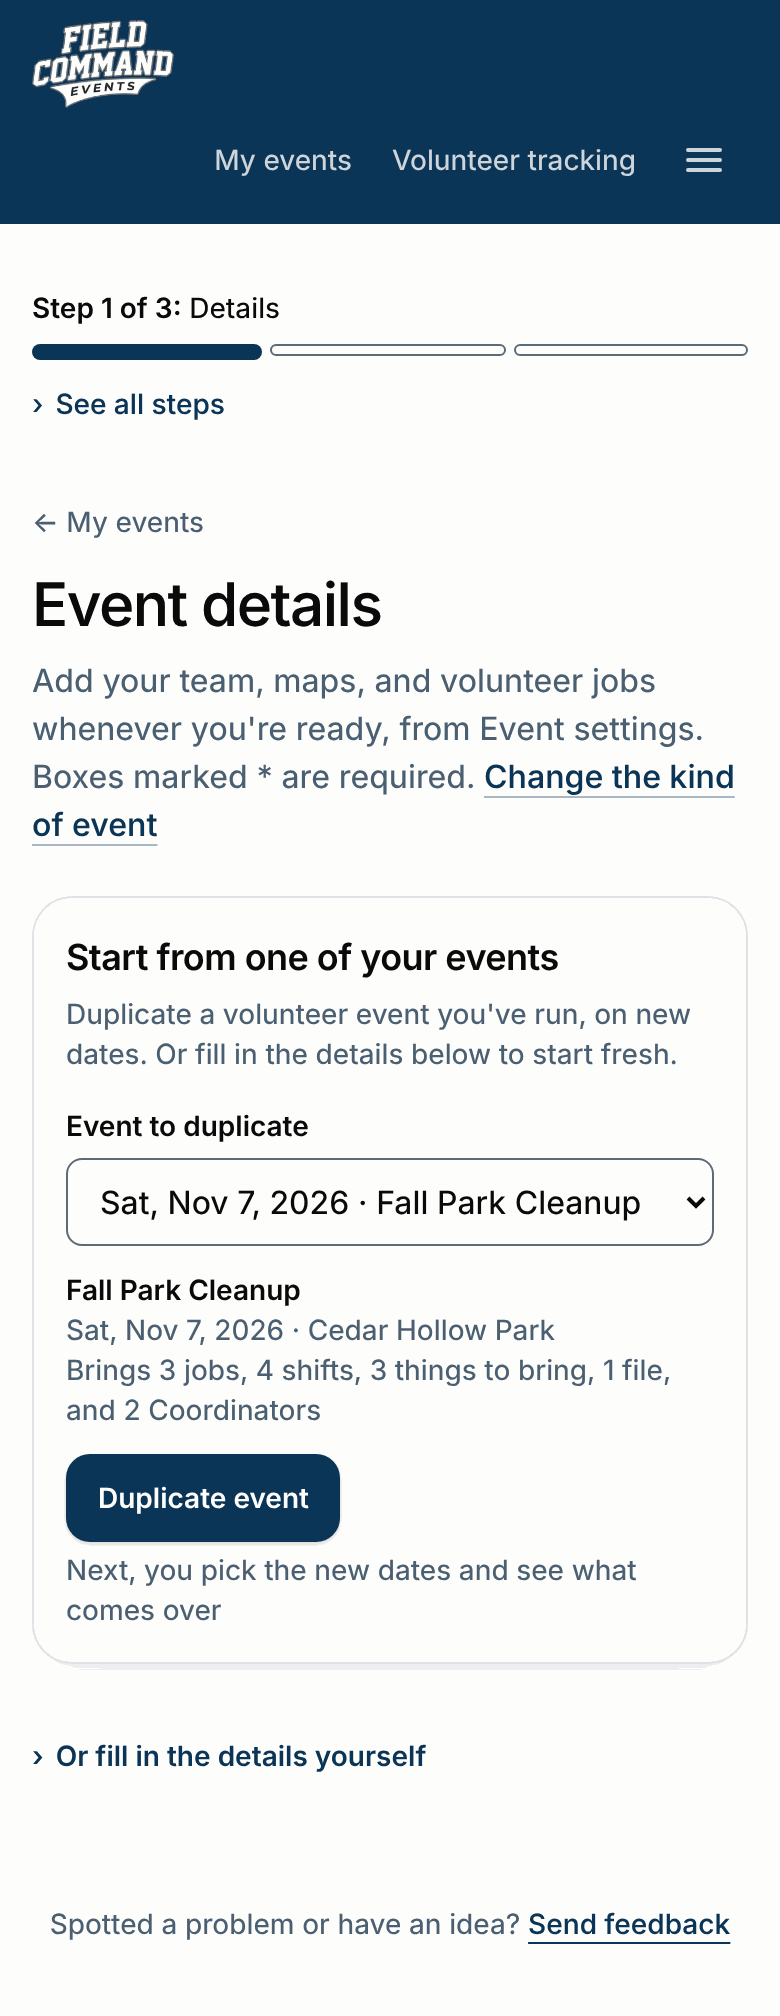 FIELD
COMMAND
EVENTS
My events Volunteer tracking
Step 1 of 3: Details
› See all steps
← My events
Event details
Add your team, maps, and volunteer jobs
whenever you're ready, from Event settings.
Boxes marked * are required. Change the kind
of event
Start from one of your events
Duplicate a volunteer event you've run, on new
dates. Or fill in the details below to start fresh.
Event to duplicate
Sat, Nov 7, 2026 · Fall Park Cleanup
Fall Park Cleanup
Sat, Nov 7, 2026 · Cedar Hollow Park
Brings 3 jobs, 4 shifts, 3 things to bring, 1 file,
and 2 Coordinators
Duplicate event
Next, you pick the new dates and see what
comes over
› Or fill in the details yourself
Spotted a problem or have an idea? Send feedback